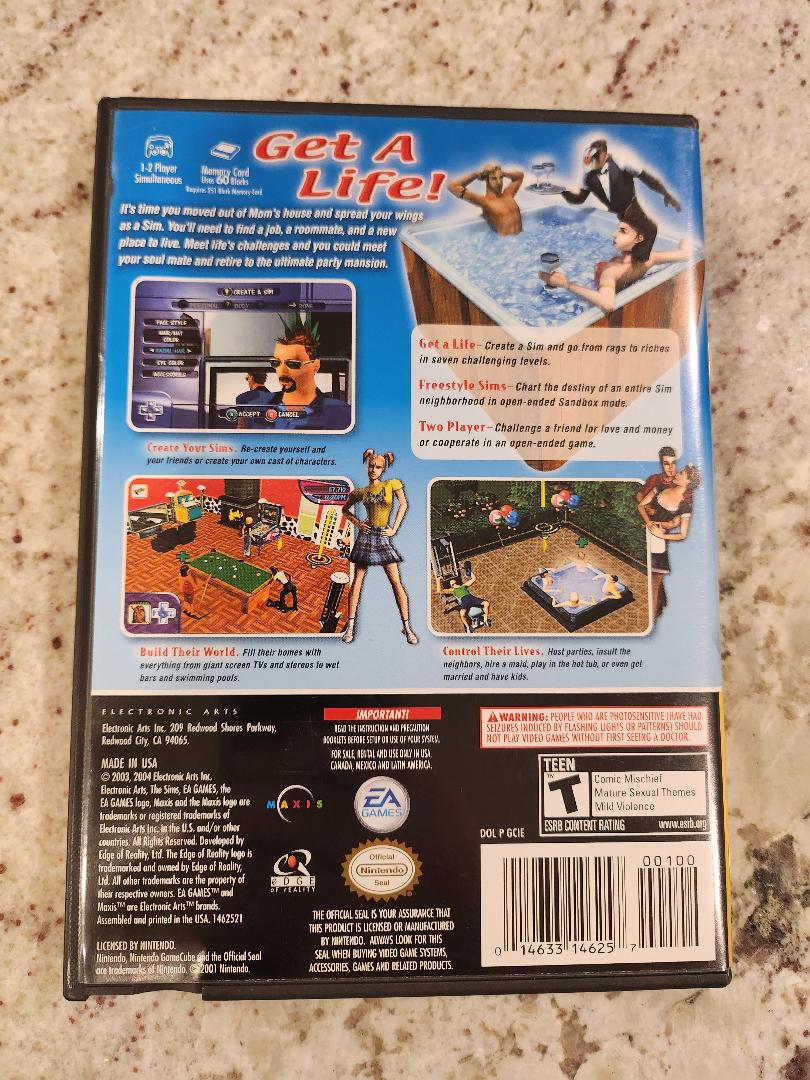 Get A
Life!
1-2 Player
Simultaneous
Memory Card
Uses 60 Blocks
Requires 251 Block Memory Card
It's time you moved out of Mom's house and spread your wings
as a Sim. You'll need to find a job, a roommate, and a new
place to live. Meet life's challenges and you could meet
your soul mate and retire to the ultimate party mansion.
CREATE A SIM
PERSONAL
BODY
DONE
FACE STYLE
HAIR/HAT
COLOR
FACIAL HAIR
EYE COLOR
ACCESSORIES
ACCEPT
CANCEL
Create Your Sims. Re-create yourself and
your friends or create your own cast of characters.
Get a Life–Create a Sim and go from rags to riches
in seven challenging levels.
Freestyle Sims–Chart the destiny of an entire Sim
neighborhood in open-ended Sandbox mode.
Two Player–Challenge a friend for love and money
or cooperate in an open-ended game.
Build Their World. Fill their homes with
everything from giant screen TVs and stereos to wet
bars and swimming pools.
Control Their Lives. Host parties, insult the
neighbors, hire a maid, play in the hot tub, or even get
married and have kids.
ELECTRONIC ARTS
Electronic Arts Inc. 209 Redwood Shores Parkway,
Redwood City, CA 94065.
MADE IN USA
© 2003, 2004 Electronic Arts Inc.
Electronic Arts, The Sims, EA GAMES, the
EA GAMES logo, Maxis and the Maxis logo are
trademarks or registered trademarks of
Electronic Arts Inc. in the U.S. and/or other
countries. All Rights Reserved. Developed by
Edge of Reality, Ltd. The Edge of Reality logo is
trademarked and owned by Edge of Reality,
Ltd. All other trademarks are the property of
their respective owners. EA GAMES™ and
Maxis™ are Electronic Arts™ brands.
Assembled and printed in the USA. 1462521
LICENSED BY NINTENDO.
Nintendo, Nintendo GameCube and the Official Seal
are trademarks of Nintendo. ©2001 Nintendo.
IMPORTANT!
READ THE INSTRUCTION AND PRECAUTION
BOOKLETS BEFORE SETUP OR USE OF YOUR SYSTEM.
FOR SALE, RENTAL AND USE ONLY IN USA,
CANADA, MEXICO AND LATIN AMERICA.
MAXIS
EA
GAMES
EDGE
OF REALITY
Official
Nintendo
Seal
THE OFFICIAL SEAL IS YOUR ASSURANCE THAT
THIS PRODUCT IS LICENSED OR MANUFACTURED
BY NINTENDO. ALWAYS LOOK FOR THIS
SEAL WHEN BUYING VIDEO GAME SYSTEMS,
ACCESSORIES, GAMES AND RELATED PRODUCTS.
WARNING: PEOPLE WHO ARE PHOTOSENSITIVE (HAVE HAD
SEIZURES INDUCED BY FLASHING LIGHTS OR PATTERNS) SHOULD
NOT PLAY VIDEO GAMES WITHOUT FIRST SEEING A DOCTOR.
TEEN
T
™
Comic Mischief
Mature Sexual Themes
Mild Violence
ESRB CONTENT RATING www.esrb.org
DOL P GCIE
00100
0 14633 14625 7